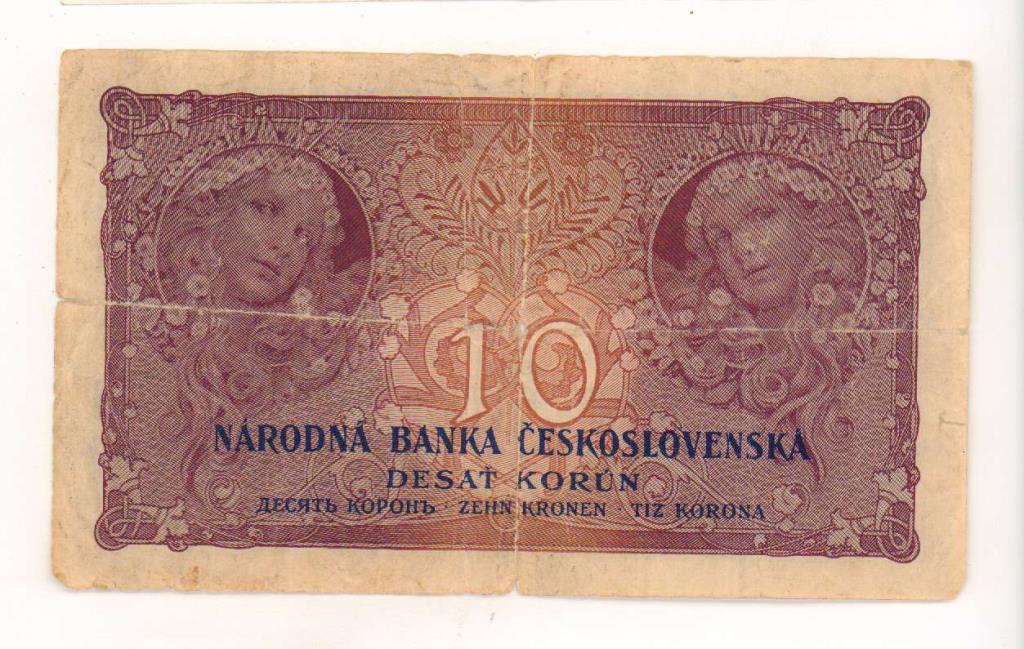 10
NÁRODNÁ BANKA ČESKOSLOVENSKÁ
DESAŤ KORÚN
ДЕСЯТЬ КОРОНЪ · ZEHN KRONEN · TIZ KORONA